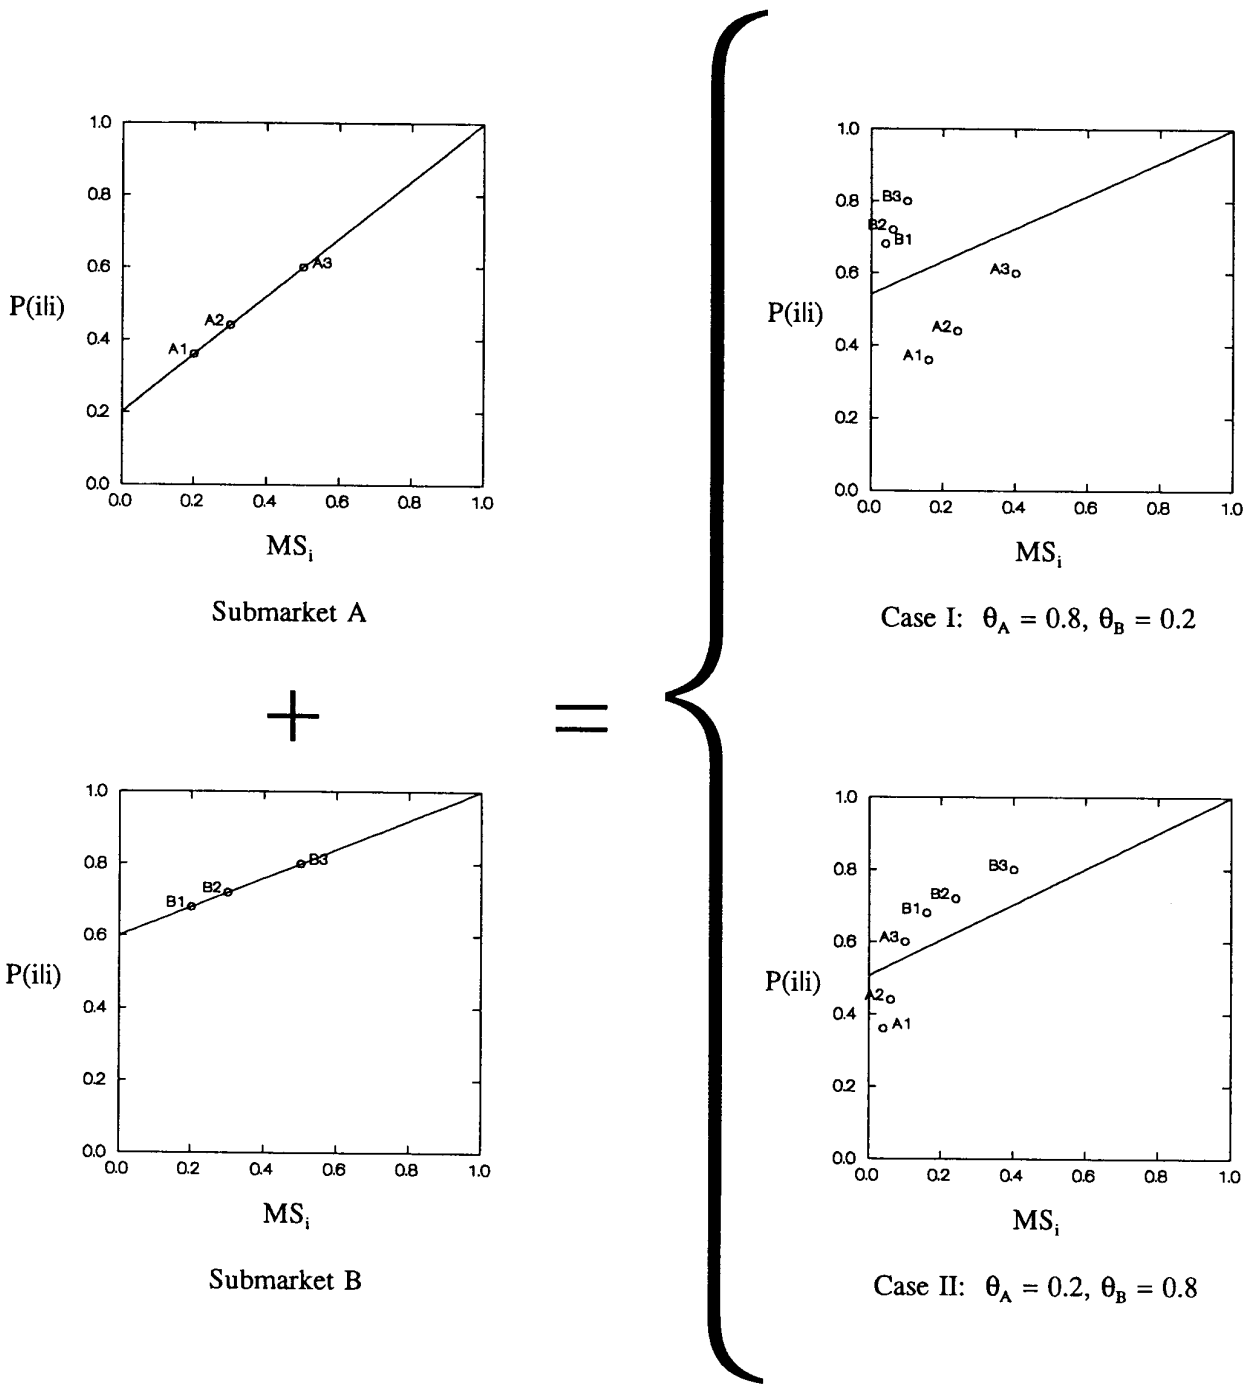 1.0
0.8
0.6
0.4
0.2
0.0
P(i|i)
A1
A2
A3
0.0 0.2 0.4 0.6 0.8 1.0
MSi
Submarket A
+
1.0
0.8
0.6
0.4
0.2
0.0
P(i|i)
B1
B2
B3
0.0 0.2 0.4 0.6 0.8 1.0
MSi
Submarket B
=
1.0
0.8
0.6
0.4
0.2
0.0
P(i|i)
B3
B2
B1
A3
A2
A1
0.0 0.2 0.4 0.6 0.8 1.0
MSi
Case I: θA = 0.8, θB = 0.2
1.0
0.8
0.6
0.4
0.2
0.0
P(i|i)
B3
B2
B1
A3
A2
A1
0.0 0.2 0.4 0.6 0.8 1.0
MSi
Case II: θA = 0.2, θB = 0.8